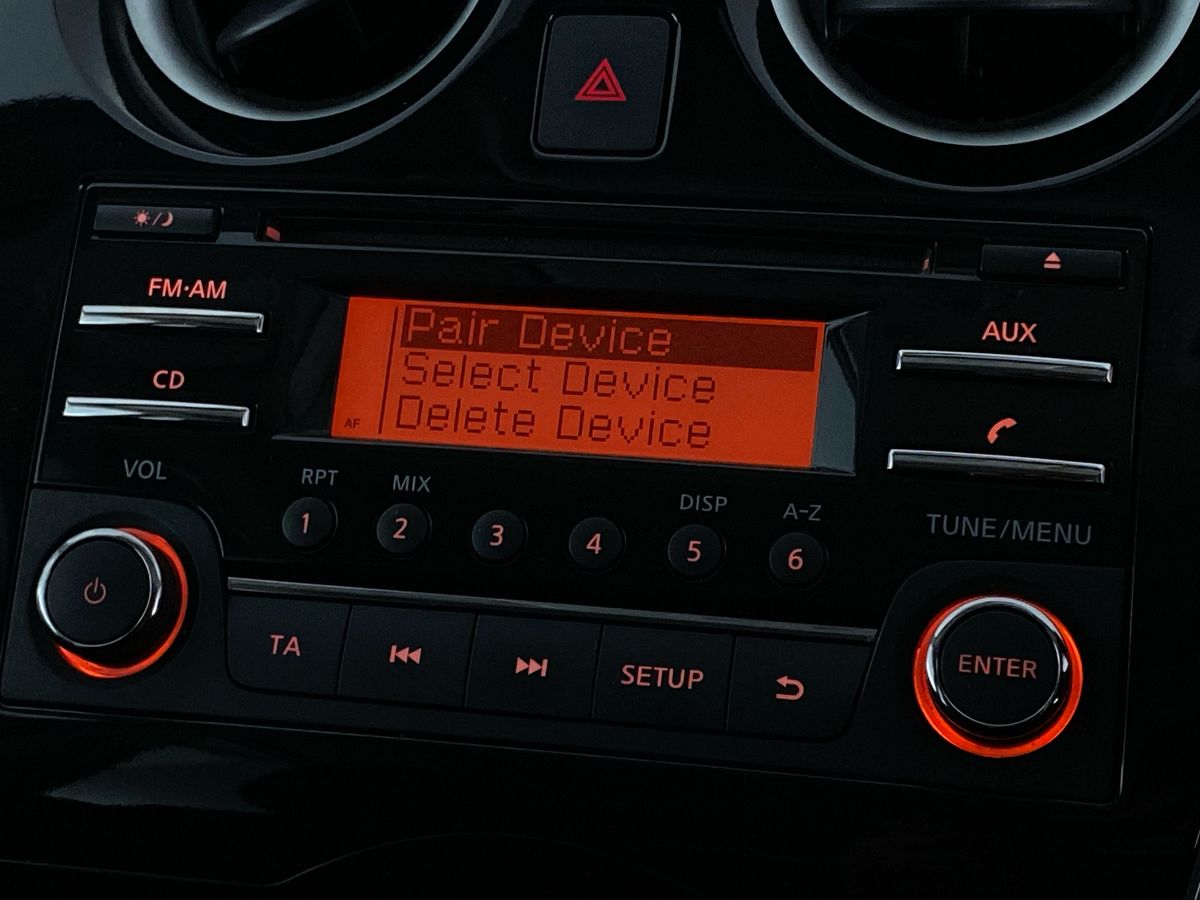 FM·AM
CD
Pair Device
Select Device
Delete Device
AF
AUX
VOL
RPT
MIX
DISP
A-Z
TUNE/MENU
1
2
3
4
5
6
TA
SETUP
ENTER